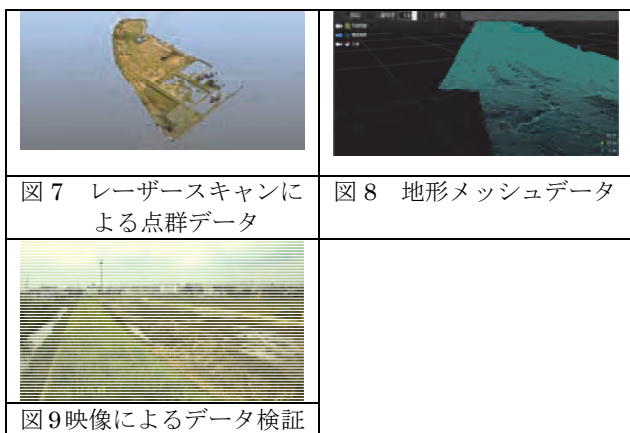 図 7 レーザースキャンに
よる点群データ
図 8 地形メッシュデータ
図9映像によるデータ検証